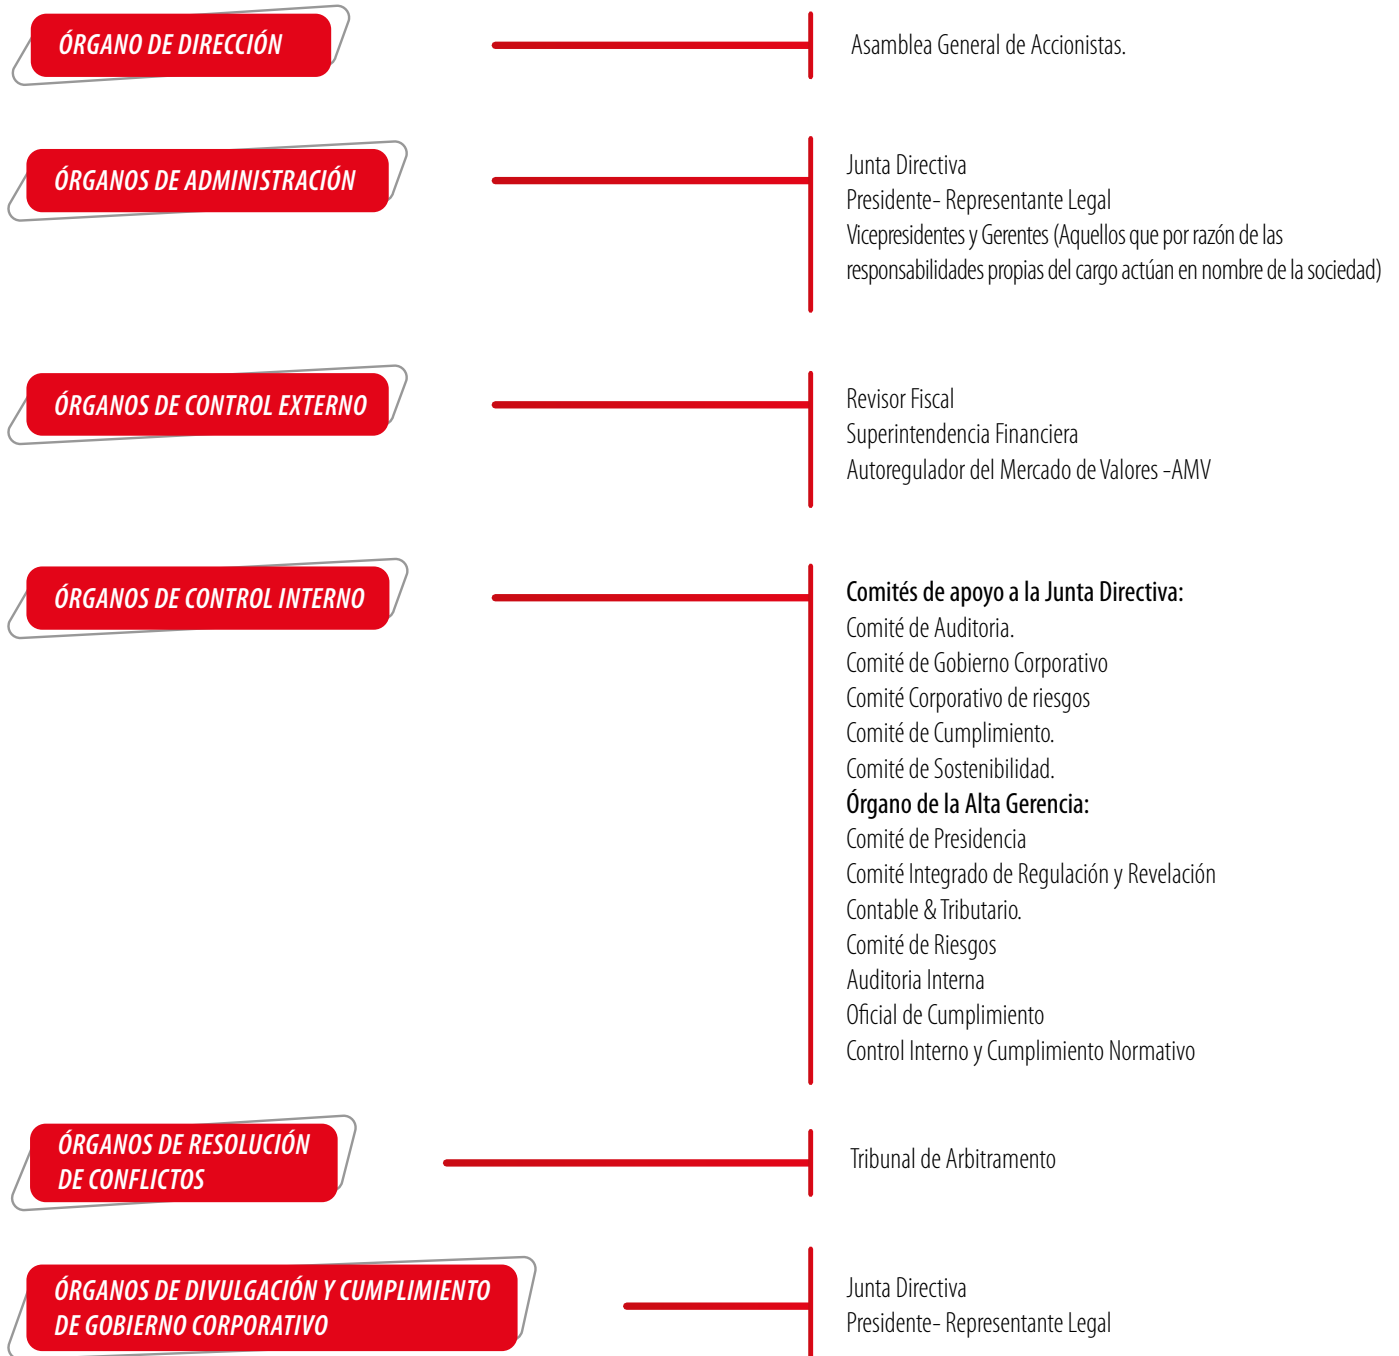 ÓRGANO DE DIRECCIÓN
Asamblea General de Accionistas.
ÓRGANOS DE ADMINISTRACIÓN
Junta Directiva
Presidente- Representante Legal
Vicepresidentes y Gerentes (Aquellos que por razón de las
responsabilidades propias del cargo actúan en nombre de la sociedad)
ÓRGANOS DE CONTROL EXTERNO
Revisor Fiscal
Superintendencia Financiera
Autoregulador del Mercado de Valores -AMV
ÓRGANOS DE CONTROL INTERNO
Comités de apoyo a la Junta Directiva:
Comité de Auditoria.
Comité de Gobierno Corporativo
Comité Corporativo de riesgos
Comité de Cumplimiento.
Comité de Sostenibilidad.
Órgano de la Alta Gerencia:
Comité de Presidencia
Comité Integrado de Regulación y Revelación
Contable & Tributario.
Comité de Riesgos
Auditoria Interna
Oficial de Cumplimiento
Control Interno y Cumplimiento Normativo
ÓRGANOS DE RESOLUCIÓN
DE CONFLICTOS
Tribunal de Arbitramento
ÓRGANOS DE DIVULGACIÓN Y CUMPLIMIENTO
DE GOBIERNO CORPORATIVO
Junta Directiva
Presidente- Representante Legal